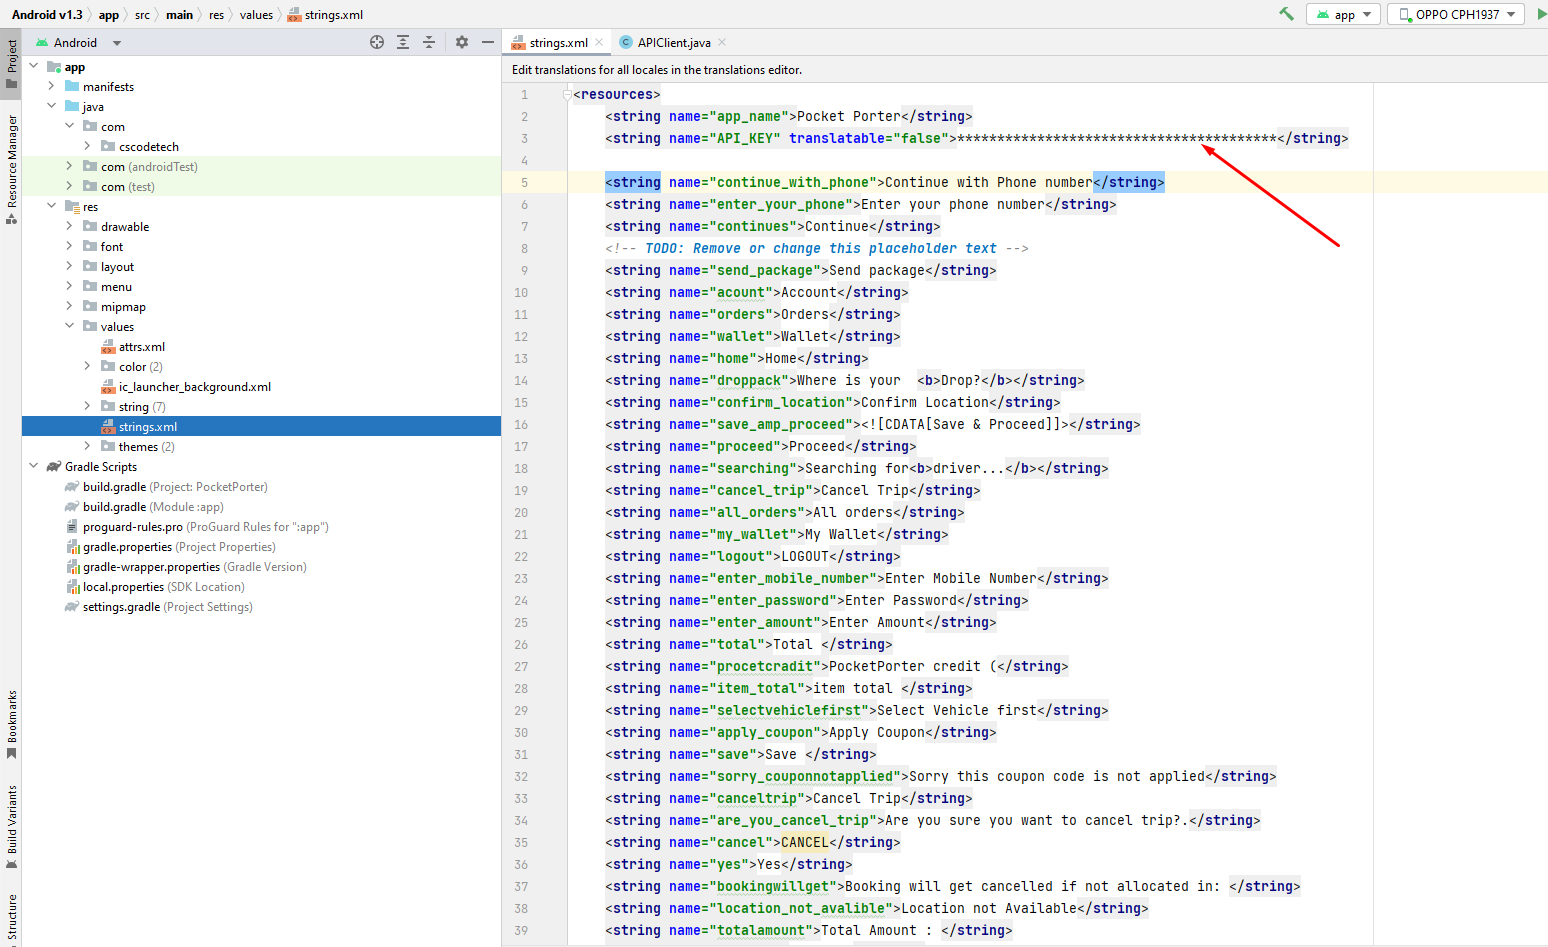 Android v1.3 app src main res values strings.xml
app OPPO CPH1937
Android
strings.xml APIClient.java
Edit translations for all locales in the translations editor.
Project
Resource Manager
Bookmarks
Build Variants
Structure
app
manifests
java
com
cscodetech
com (androidTest)
com (test)
res
drawable
font
layout
menu
mipmap
values
attrs.xml
color (2)
ic_launcher_background.xml
string (7)
strings.xml
themes (2)
Gradle Scripts
build.gradle (Project: PocketPorter)
build.gradle (Module :app)
proguard-rules.pro (ProGuard Rules for ":app")
gradle.properties (Project Properties)
gradle-wrapper.properties (Gradle Version)
local.properties (SDK Location)
settings.gradle (Project Settings)
1 <resources>
2 <string name="app_name">Pocket Porter</string>
3 <string name="API_KEY" translatable="false">****************************************</string>
4
5 <string name="continue_with_phone">Continue with Phone number</string>
6 <string name="enter_your_phone">Enter your phone number</string>
7 <string name="continues">Continue</string>
8 <!-- TODO: Remove or change this placeholder text -->
9 <string name="send_package">Send package</string>
10 <string name="acount">Account</string>
11 <string name="orders">Orders</string>
12 <string name="wallet">Wallet</string>
13 <string name="home">Home</string>
14 <string name="droppack">Where is your  <b>Drop?</b></string>
15 <string name="confirm_location">Confirm Location</string>
16 <string name="save_amp_proceed"><![CDATA[Save & Proceed]]></string>
17 <string name="proceed">Proceed</string>
18 <string name="searching">Searching for<b>driver...</b></string>
19 <string name="cancel_trip">Cancel Trip</string>
20 <string name="all_orders">All orders</string>
21 <string name="my_wallet">My Wallet</string>
22 <string name="logout">LOGOUT</string>
23 <string name="enter_mobile_number">Enter Mobile Number</string>
24 <string name="enter_password">Enter Password</string>
25 <string name="enter_amount">Enter Amount</string>
26 <string name="total">Total </string>
27 <string name="procetcradit">PocketPorter credit (</string>
28 <string name="item_total">item total </string>
29 <string name="selectvehiclefirst">Select Vehicle first</string>
30 <string name="apply_coupon">Apply Coupon</string>
31 <string name="save">Save </string>
32 <string name="sorry_couponnotapplied">Sorry this coupon code is not applied</string>
33 <string name="canceltrip">Cancel Trip</string>
34 <string name="are_you_cancel_trip">Are you sure you want to cancel trip?.</string>
35 <string name="cancel">CANCEL</string>
36 <string name="yes">Yes</string>
37 <string name="bookingwillget">Booking will get cancelled if not allocated in: </string>
38 <string name="location_not_avalible">Location not Available</string>
39 <string name="totalamount">Total Amount : </string>